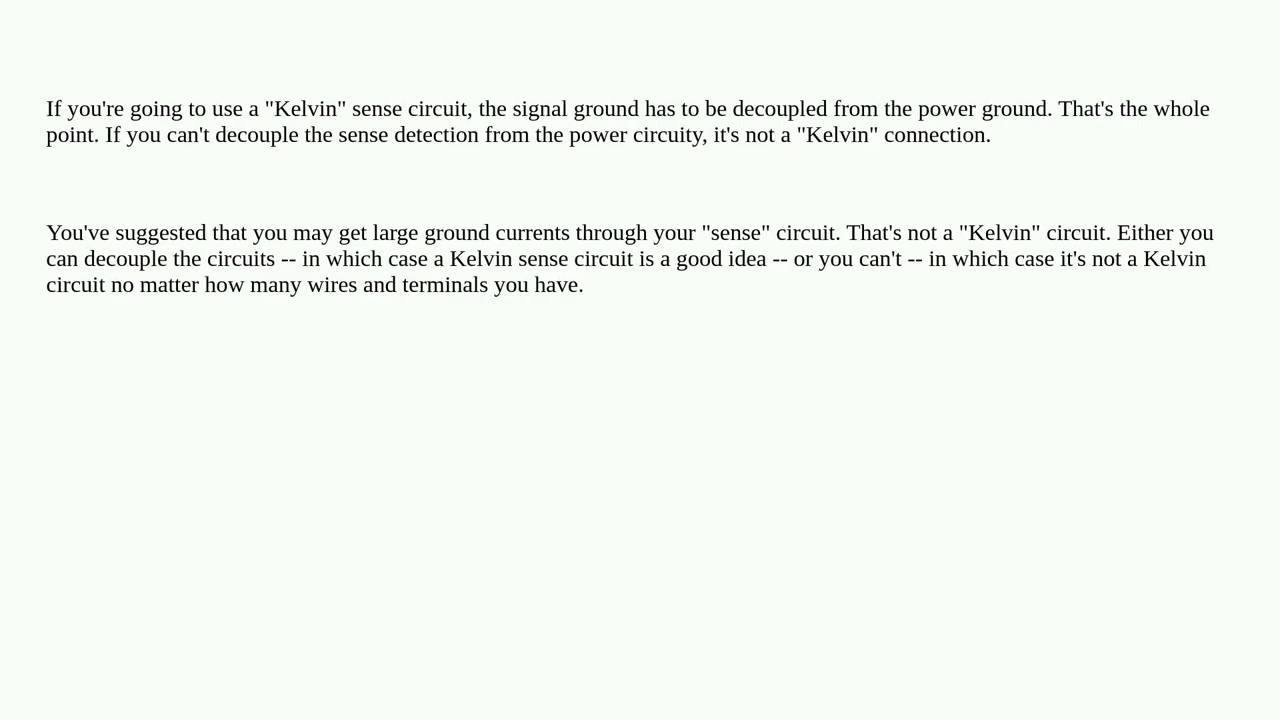 If you're going to use a "Kelvin" sense circuit, the signal ground has to be decoupled from the power ground. That's the whole
point. If you can't decouple the sense detection from the power circuity, it's not a "Kelvin" connection.
You've suggested that you may get large ground currents through your "sense" circuit. That's not a "Kelvin" circuit. Either you
can decouple the circuits -- in which case a Kelvin sense circuit is a good idea -- or you can't -- in which case it's not a Kelvin
circuit no matter how many wires and terminals you have.